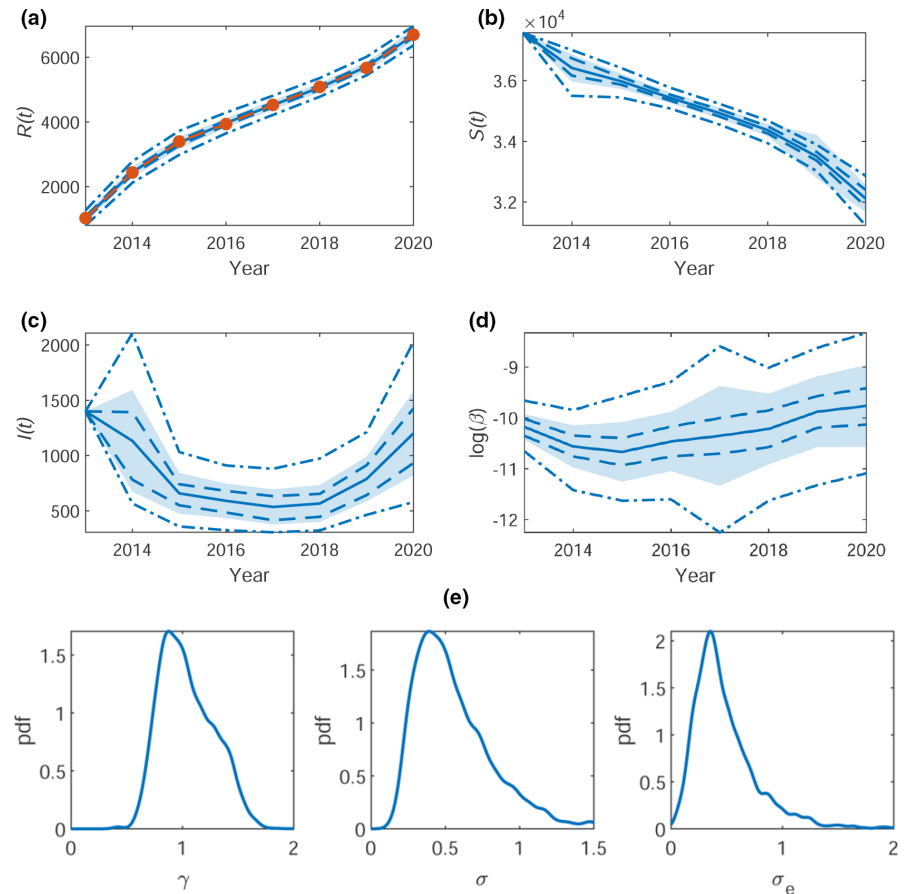 (a)
R(t)
6000
4000
2000
2014 2016 2018 2020
Year
(b)
×10⁴
S(t)
3.6
3.4
3.2
2014 2016 2018 2020
Year
(c)
I(t)
2000
1500
1000
500
2014 2016 2018 2020
Year
(d)
log(β)
-9
-10
-11
-12
2014 2016 2018 2020
Year
(e)
pdf
1.5
1
0.5
0
0 1 2
γ
pdf
1.5
1
0.5
0
0 0.5 1 1.5
σ
pdf
2
1.5
1
0.5
0
0 1 2
σ_e